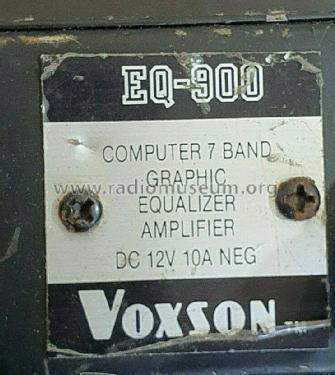 EQ-900
COMPUTER 7 BAND
GRAPHIC
www.radiomuseum.org
EQUALIZER
AMPLIFIER
DC 12V 10A NEG
VOXSON